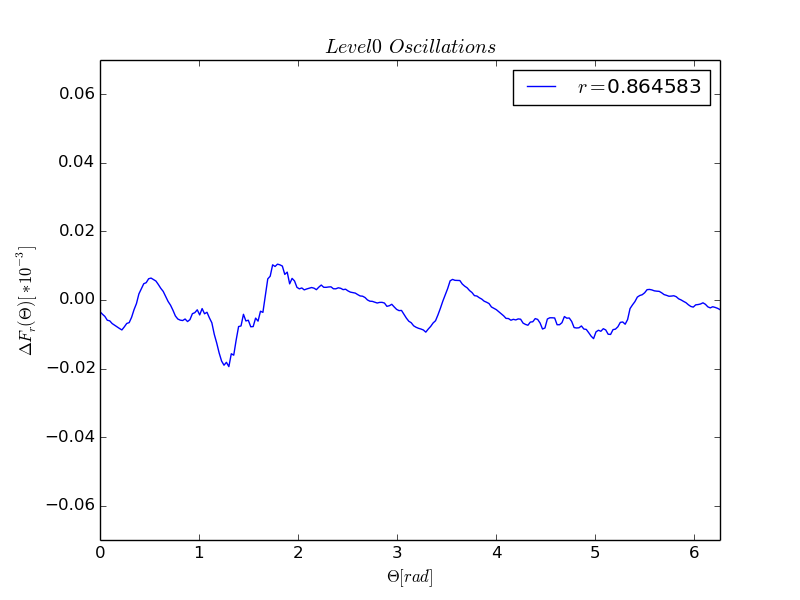 Level0 Oscillations
r=0.864583
0.06
0.04
0.02
0.00
−0.02
−0.04
−0.06
ΔF_r(Θ)[*10^{-3}]
0 1 2 3 4 5 6
Θ[rad]